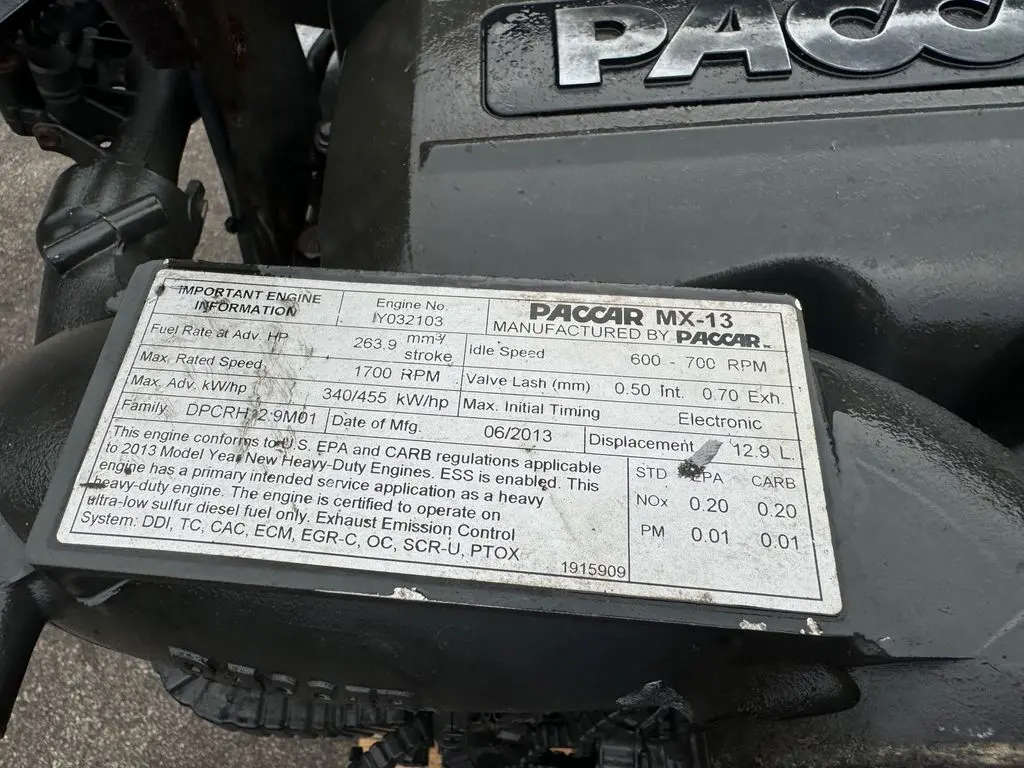 PACC
IMPORTANT ENGINE
INFORMATION
Engine No.
IY032103
PACCAR MX-13
MANUFACTURED BY PACCAR
Fuel Rate at Adv. HP 263.9 mm³/
stroke
Idle Speed 600 - 700 RPM
Max. Rated Speed 1700 RPM
Valve Lash (mm) 0.50 Int. 0.70 Exh.
Max. Adv. kW/hp 340/455 kW/hp
Max. Initial Timing Electronic
Family DPCRH12.9M01
Date of Mfg. 06/2013
Displacement 12.9 L.
This engine conforms to U.S. EPA and CARB regulations applicable
to 2013 Model Year New Heavy-Duty Engines. ESS is enabled. This
engine has a primary intended service application as a heavy
heavy-duty engine. The engine is certified to operate on
ultra-low sulfur diesel fuel only. Exhaust Emission Control
System: DDI, TC, CAC, ECM, EGR-C, OC, SCR-U, PTOX
1915909
STD EPA CARB
NOx 0.20 0.20
PM 0.01 0.01